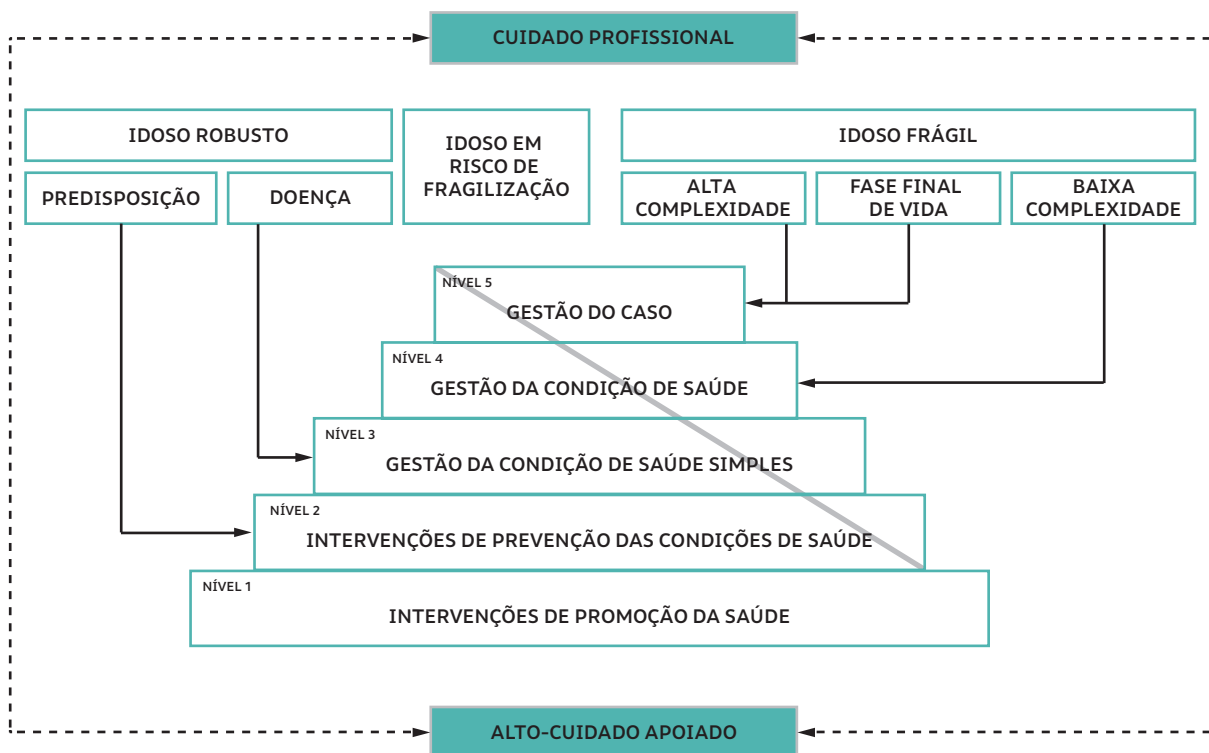 CUIDADO PROFISSIONAL
IDOSO ROBUSTO
IDOSO EM
RISCO DE
FRAGILIZAÇÃO
IDOSO FRÁGIL
PREDISPOSIÇÃO
DOENÇA
ALTA
COMPLEXIDADE
FASE FINAL
DE VIDA
BAIXA
COMPLEXIDADE
NÍVEL 5
GESTÃO DO CASO
NÍVEL 4
GESTÃO DA CONDIÇÃO DE SAÚDE
NÍVEL 3
GESTÃO DA CONDIÇÃO DE SAÚDE SIMPLES
NÍVEL 2
INTERVENÇÕES DE PREVENÇÃO DAS CONDIÇÕES DE SAÚDE
NÍVEL 1
INTERVENÇÕES DE PROMOÇÃO DA SAÚDE
ALTO-CUIDADO APOIADO